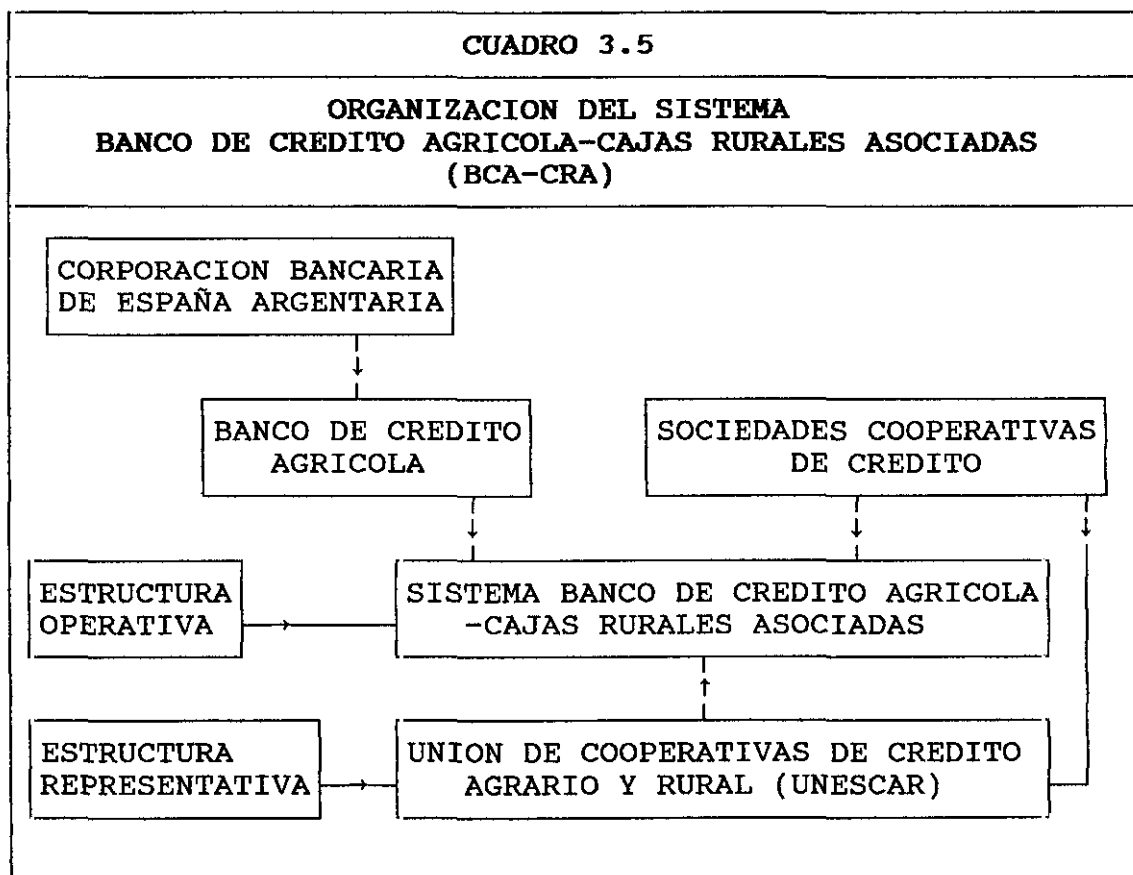 CUADRO 3.5
ORGANIZACION DEL SISTEMA
BANCO DE CREDITO AGRICOLA-CAJAS RURALES ASOCIADAS
(BCA-CRA)
CORPORACION BANCARIA
DE ESPAÑA ARGENTARIA
BANCO DE CREDITO
AGRICOLA
SOCIEDADES COOPERATIVAS
DE CREDITO
ESTRUCTURA
OPERATIVA
SISTEMA BANCO DE CREDITO AGRICOLA
-CAJAS RURALES ASOCIADAS
ESTRUCTURA
REPRESENTATIVA
UNION DE COOPERATIVAS DE CREDITO
AGRARIO Y RURAL (UNESCAR)